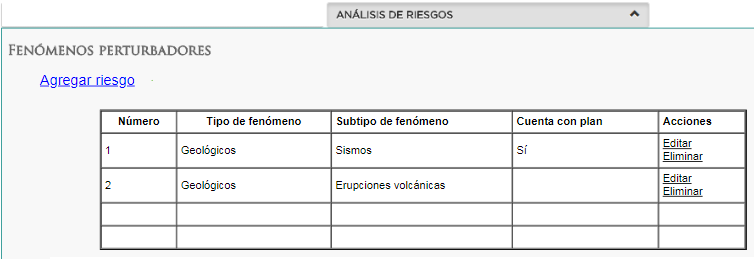 ANÁLISIS DE RIESGOS
FENÓMENOS PERTURBADORES
Agregar riesgo
Número Tipo de fenómeno Subtipo de fenómeno Cuenta con plan Acciones
1 Geológicos Sismos Sí Editar
Eliminar
2 Geológicos Erupciones volcánicas Editar
Eliminar